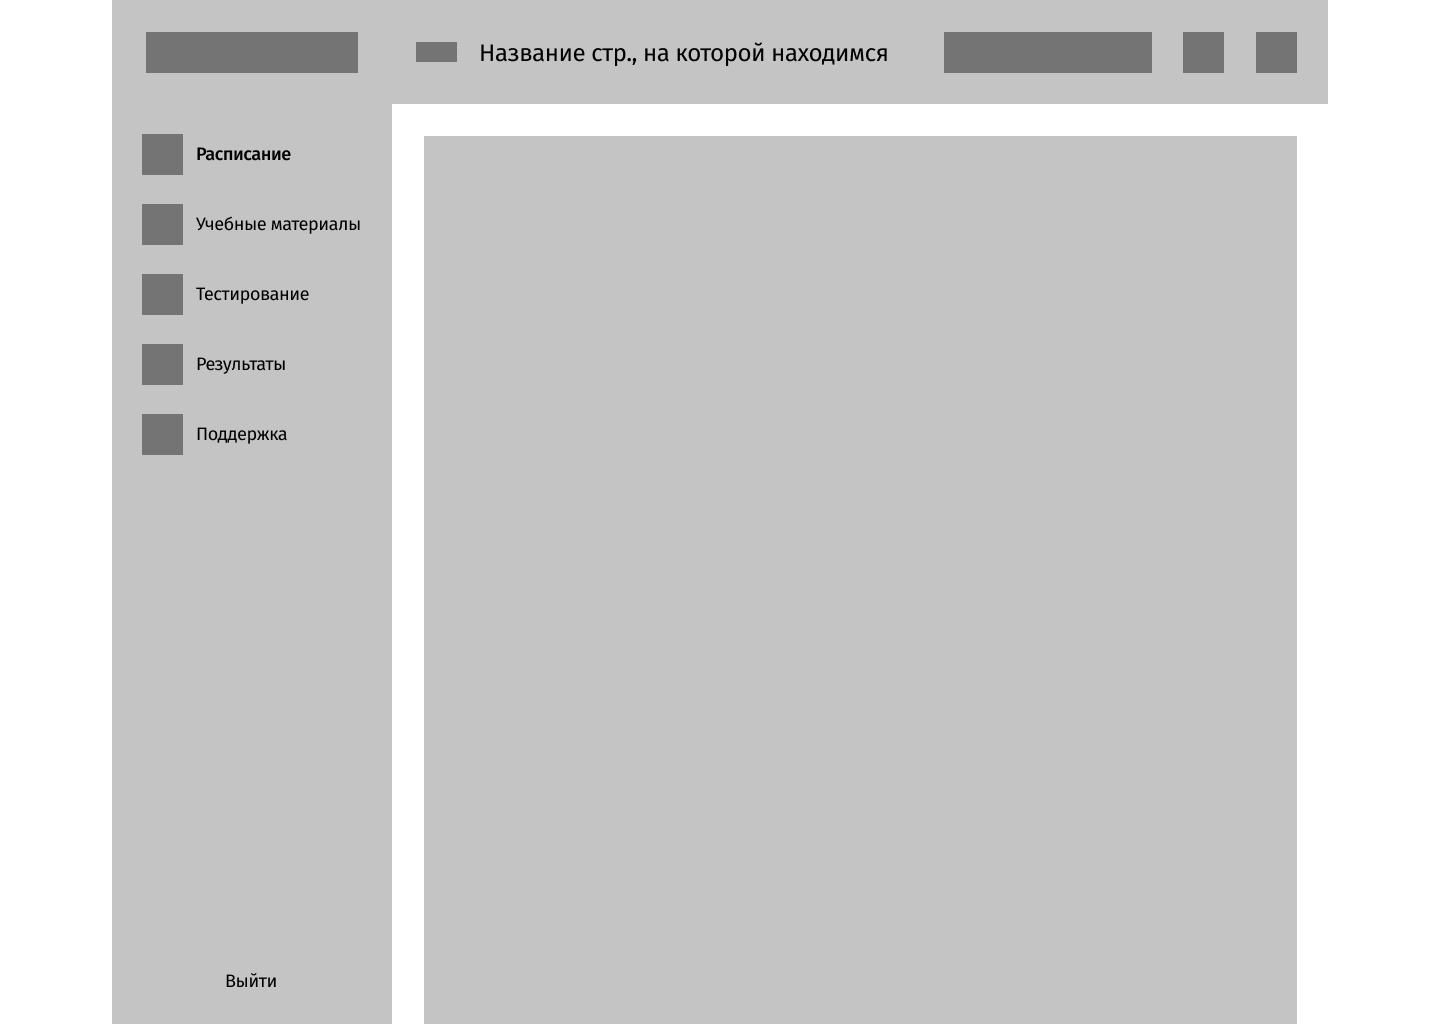 Название стр., на которой находимся
Расписание
Учебные материалы
Тестирование
Результаты
Поддержка
Выйти